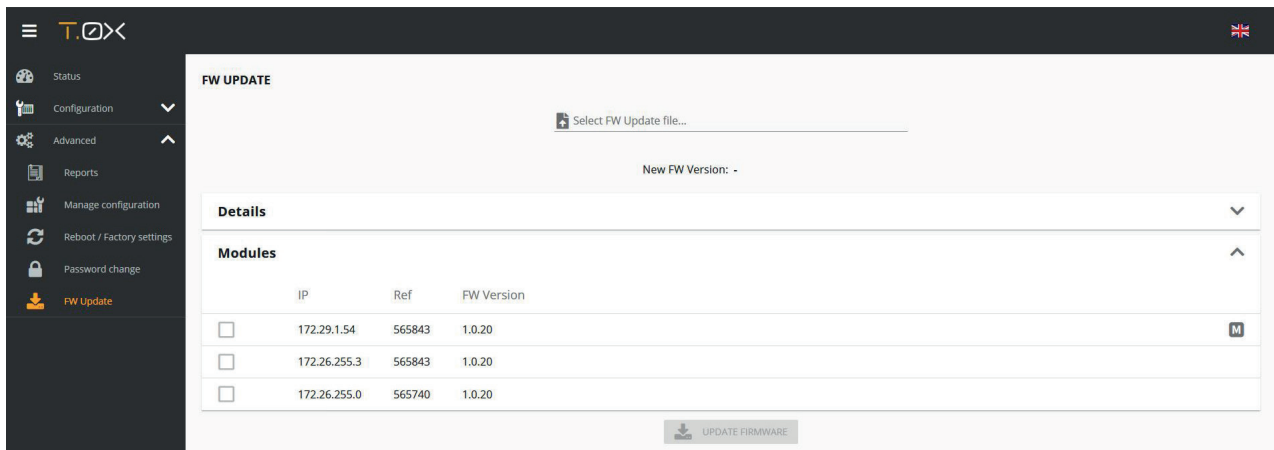 T.OX
Status
Configuration
Advanced
Reports
Manage configuration
Reboot / Factory settings
Password change
FW Update
FW UPDATE
Select FW Update file...
New FW Version: -
Details
Modules
IP Ref FW Version
172.29.1.54 565843 1.0.20 M
172.26.255.3 565843 1.0.20
172.26.255.0 565740 1.0.20
UPDATE FIRMWARE